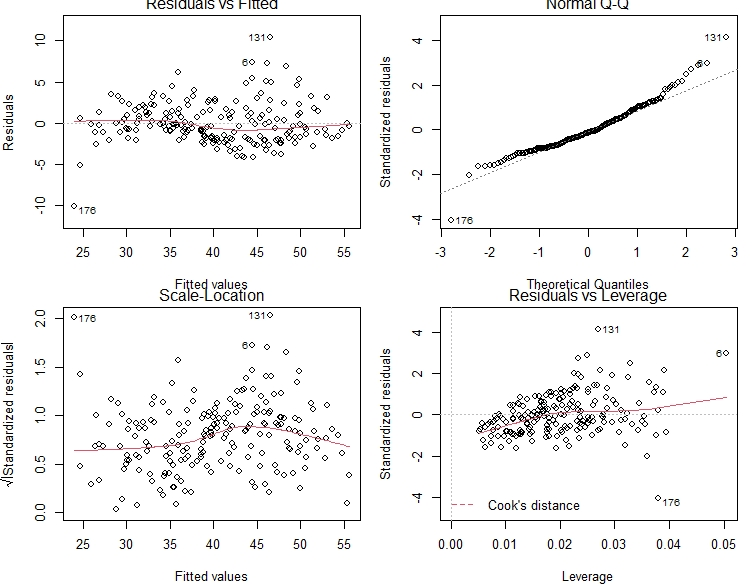 Residuals vs Fitted
Residuals
-10 -5 0 5 10
131
6
176
25 30 35 40 45 50 55
Fitted values
Normal Q-Q
Standardized residuals
-4 -2 0 2 4
131
6
176
-3 -2 -1 0 1 2 3
Theoretical Quantiles
Scale-Location
√|Standardized residuals|
0.0 0.5 1.0 1.5 2.0
176
131
6
25 30 35 40 45 50 55
Fitted values
Residuals vs Leverage
Standardized residuals
-4 -2 0 2 4
131
6
176
Cook's distance
0.00 0.01 0.02 0.03 0.04 0.05
Leverage